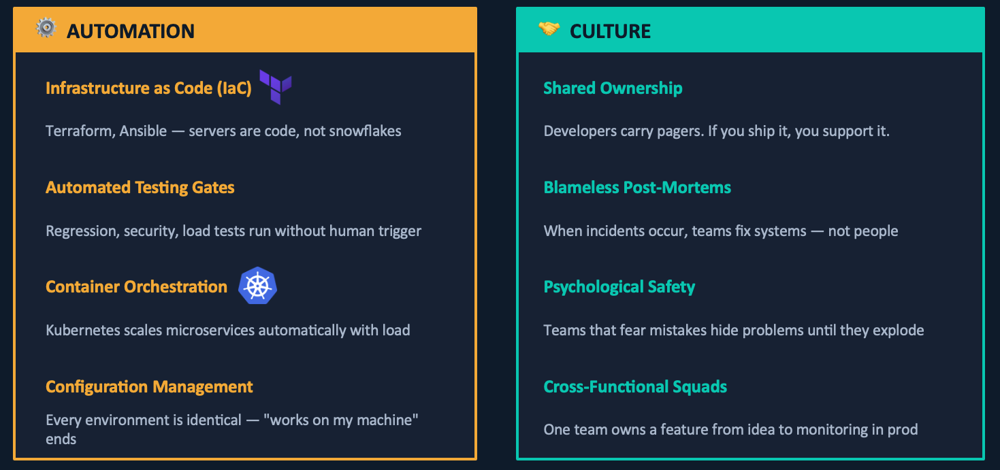 AUTOMATION
Infrastructure as Code (IaC)
Terraform, Ansible — servers are code, not snowflakes
Automated Testing Gates
Regression, security, load tests run without human trigger
Container Orchestration
Kubernetes scales microservices automatically with load
Configuration Management
Every environment is identical — "works on my machine"
ends
CULTURE
Shared Ownership
Developers carry pagers. If you ship it, you support it.
Blameless Post-Mortems
When incidents occur, teams fix systems — not people
Psychological Safety
Teams that fear mistakes hide problems until they explode
Cross-Functional Squads
One team owns a feature from idea to monitoring in prod